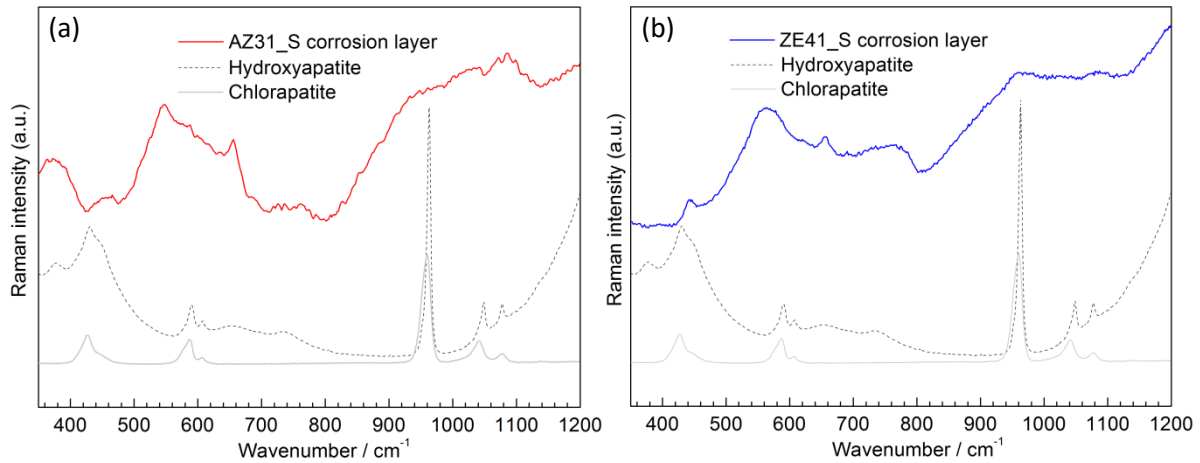 (a)
AZ31_S corrosion layer
Hydroxyapatite
Chlorapatite
Raman intensity (a.u.)
400 500 600 700 800 900 1000 1100 1200
Wavenumber / cm⁻¹
(b)
ZE41_S corrosion layer
Hydroxyapatite
Chlorapatite
Raman intensity (a.u.)
400 500 600 700 800 900 1000 1100 1200
Wavenumber / cm⁻¹